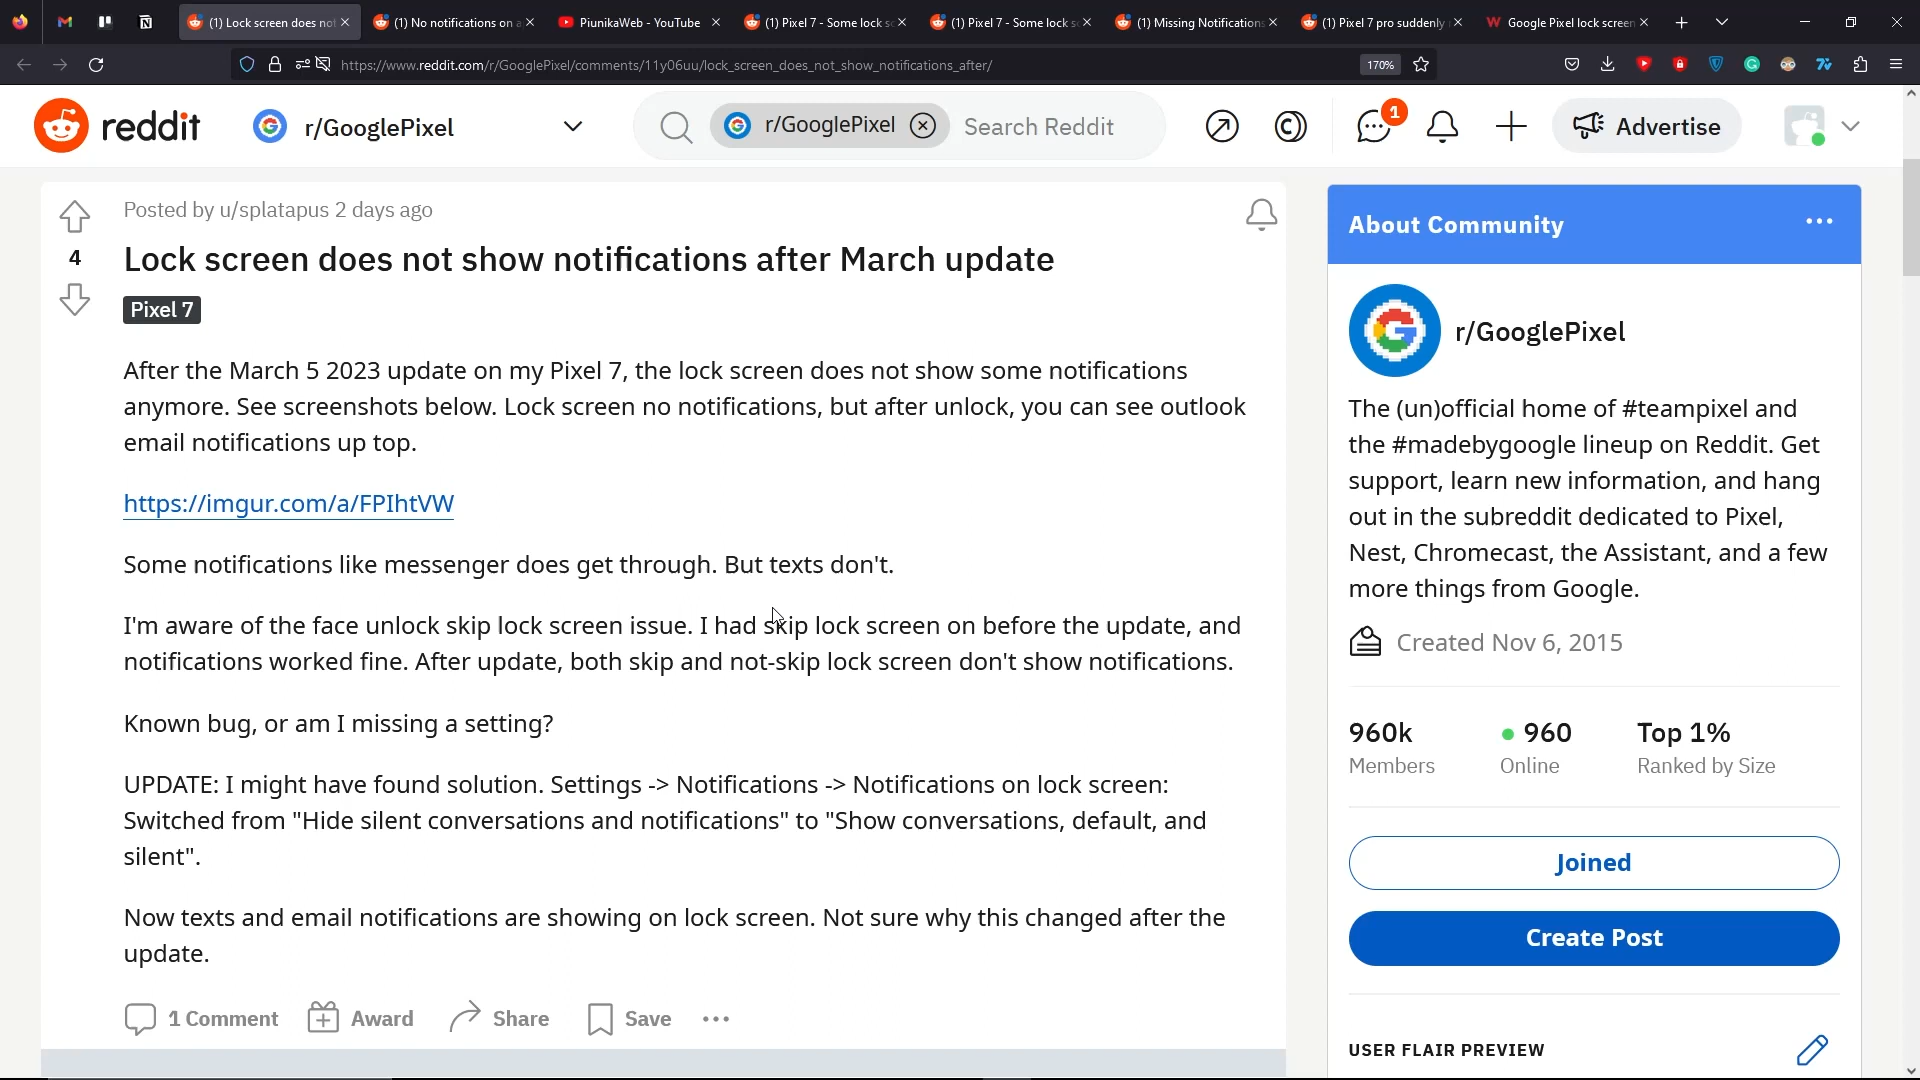 (1) Lock screen does not
(1) No notifications on a
PiunikaWeb - YouTube
(1) Pixel 7 - Some lock sc
(1) Pixel 7 - Some lock sc
(1) Missing Notifications
(1) Pixel 7 pro suddenly
Google Pixel lock screen
https://www.reddit.com/r/GooglePixel/comments/11y06uu/lock_screen_does_not_show_notifications_after/
170%
reddit
r/GooglePixel
r/GooglePixel
Search Reddit
1
Advertise
Posted by u/splatapus 2 days ago
4
Lock screen does not show notifications after March update
Pixel 7
After the March 5 2023 update on my Pixel 7, the lock screen does not show some notifications
anymore. See screenshots below. Lock screen no notifications, but after unlock, you can see outlook
email notifications up top.
https://imgur.com/a/FPIhtVW
Some notifications like messenger does get through. But texts don't.
I'm aware of the face unlock skip lock screen issue. I had skip lock screen on before the update, and
notifications worked fine. After update, both skip and not-skip lock screen don't show notifications.
Known bug, or am I missing a setting?
UPDATE: I might have found solution. Settings -> Notifications -> Notifications on lock screen:
Switched from "Hide silent conversations and notifications" to "Show conversations, default, and
silent".
Now texts and email notifications are showing on lock screen. Not sure why this changed after the
update.
1 Comment
Award
Share
Save
About Community
r/GooglePixel
The (un)official home of #teampixel and
the #madebygoogle lineup on Reddit. Get
support, learn new information, and hang
out in the subreddit dedicated to Pixel,
Nest, Chromecast, the Assistant, and a few
more things from Google.
Created Nov 6, 2015
960k
960
Top 1%
Members
Online
Ranked by Size
Joined
Create Post
USER FLAIR PREVIEW